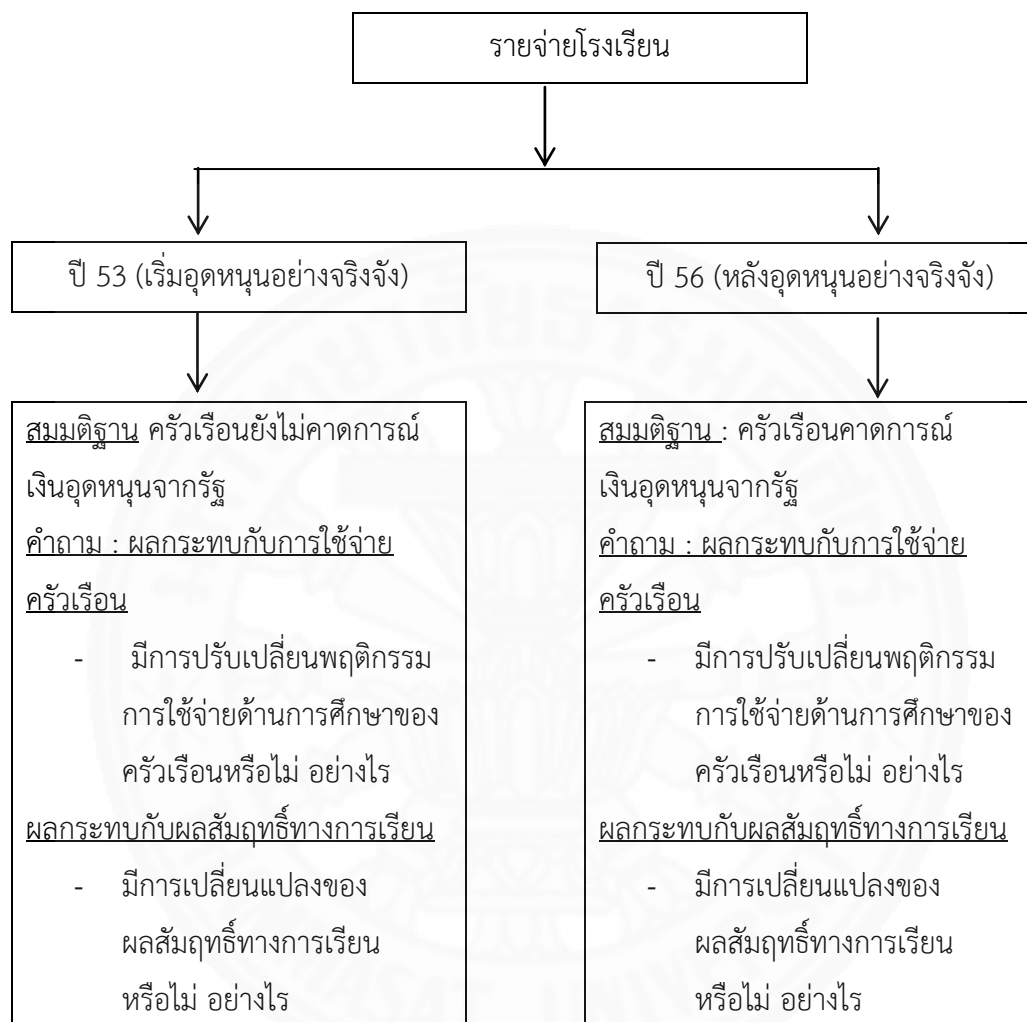 รายจ่ายโรงเรียน
ปี 53 (เริ่มอุดหนุนอย่างจริงจัง)
ปี 56 (หลังอุดหนุนอย่างจริงจัง)
สมมติฐาน ครัวเรือนยังไม่คาดการณ์
เงินอุดหนุนจากรัฐ
คำถาม : ผลกระทบกับการใช้จ่าย
ครัวเรือน
- มีการปรับเปลี่ยนพฤติกรรม
การใช้จ่ายด้านการศึกษาของ
ครัวเรือนหรือไม่ อย่างไร
ผลกระทบกับผลสัมฤทธิ์ทางการเรียน
- มีการเปลี่ยนแปลงของ
ผลสัมฤทธิ์ทางการเรียน
หรือไม่ อย่างไร
สมมติฐาน : ครัวเรือนคาดการณ์
เงินอุดหนุนจากรัฐ
คำถาม : ผลกระทบกับการใช้จ่าย
ครัวเรือน
- มีการปรับเปลี่ยนพฤติกรรม
การใช้จ่ายด้านการศึกษาของ
ครัวเรือนหรือไม่ อย่างไร
ผลกระทบกับผลสัมฤทธิ์ทางการเรียน
- มีการเปลี่ยนแปลงของ
ผลสัมฤทธิ์ทางการเรียน
หรือไม่ อย่างไร